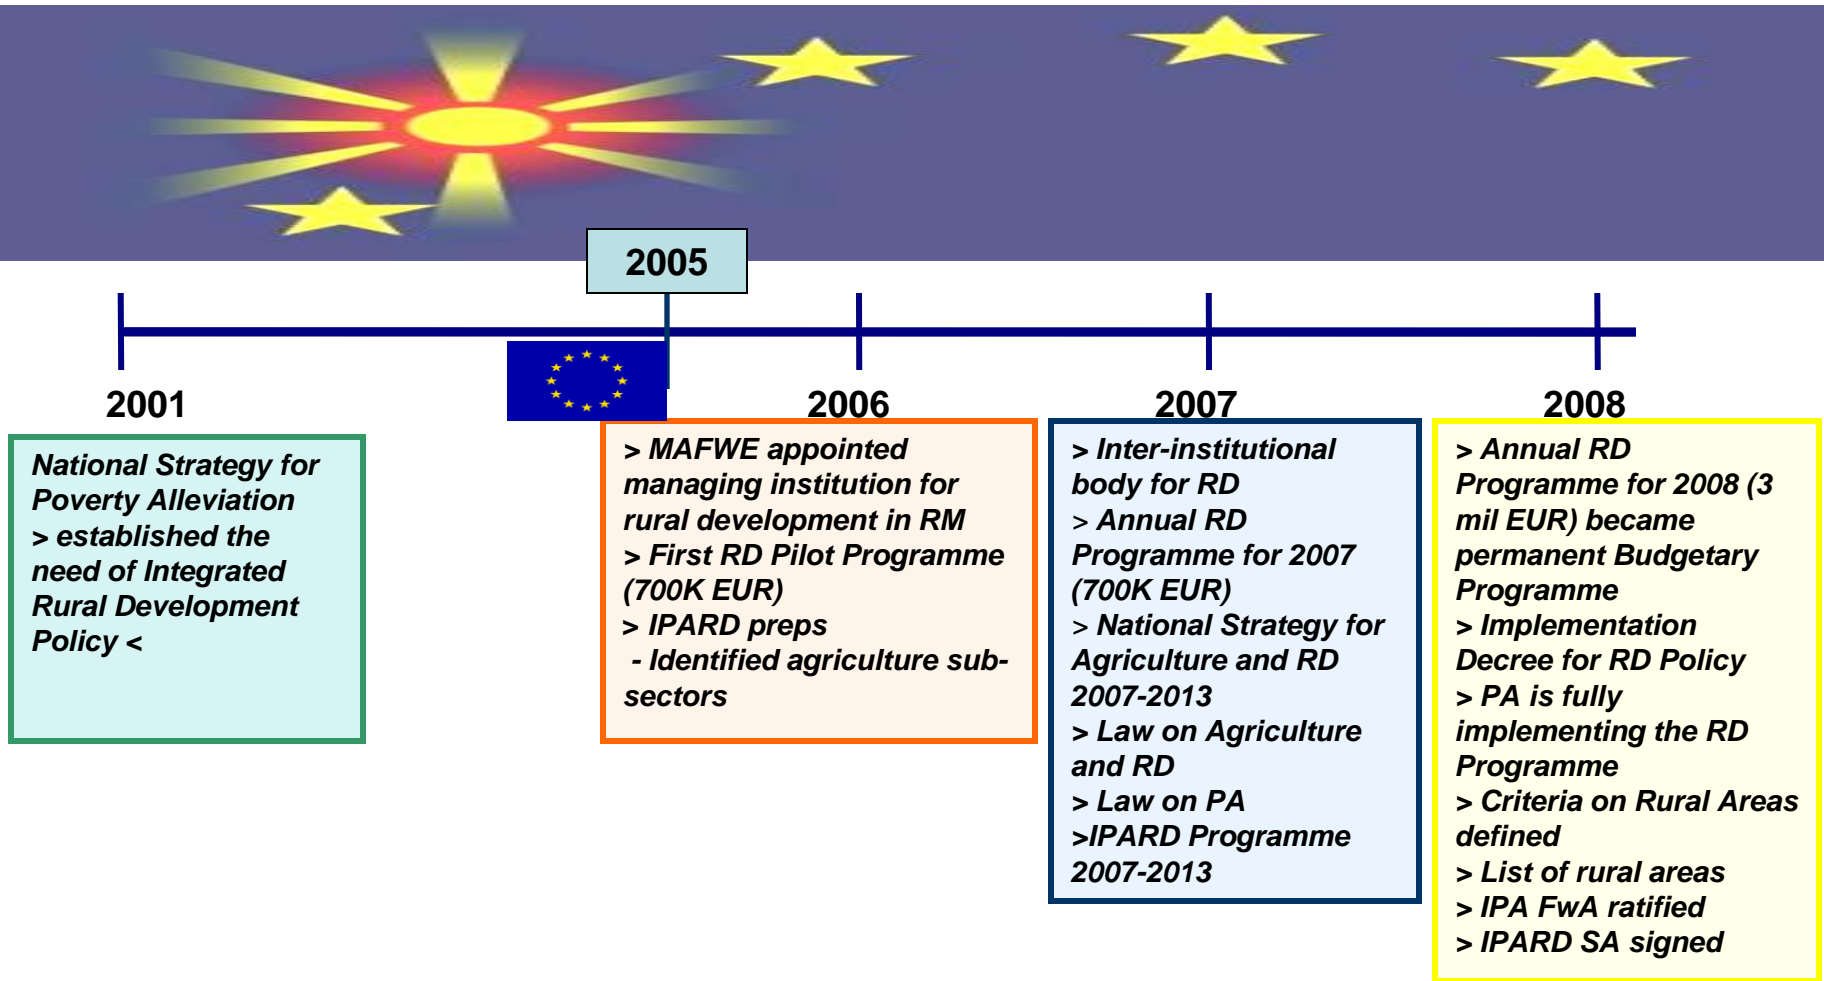 2005
2001
National Strategy for
Poverty Alleviation
> established the
need of Integrated
Rural Development
Policy <
2006
> MAFWE appointed
managing institution for
rural development in RM
> First RD Pilot Programme
(700K EUR)
> IPARD preps
- Identified agriculture sub-
sectors
2007
> Inter-institutional
body for RD
> Annual RD
Programme for 2007
(700K EUR)
> National Strategy for
Agriculture and RD
2007-2013
> Law on Agriculture
and RD
> Law on PA
>IPARD Programme
2007-2013
2008
> Annual RD
Programme for 2008 (3
mil EUR) became
permanent Budgetary
Programme
> Implementation
Decree for RD Policy
> PA is fully
implementing the RD
Programme
> Criteria on Rural Areas
defined
> List of rural areas
> IPA FwA ratified
> IPARD SA signed